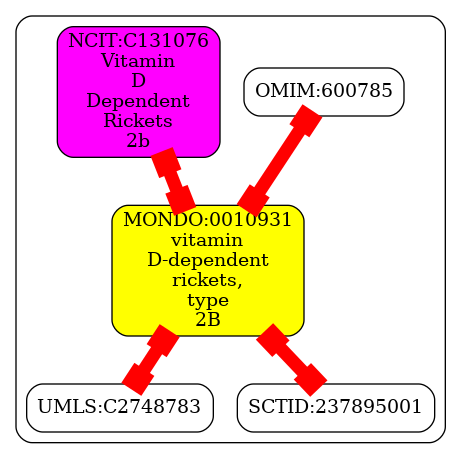 NCIT:C131076
Vitamin
D
Dependent
Rickets
2b
OMIM:600785
MONDO:0010931
vitamin
D-dependent
rickets,
type
2B
UMLS:C2748783
SCTID:237895001